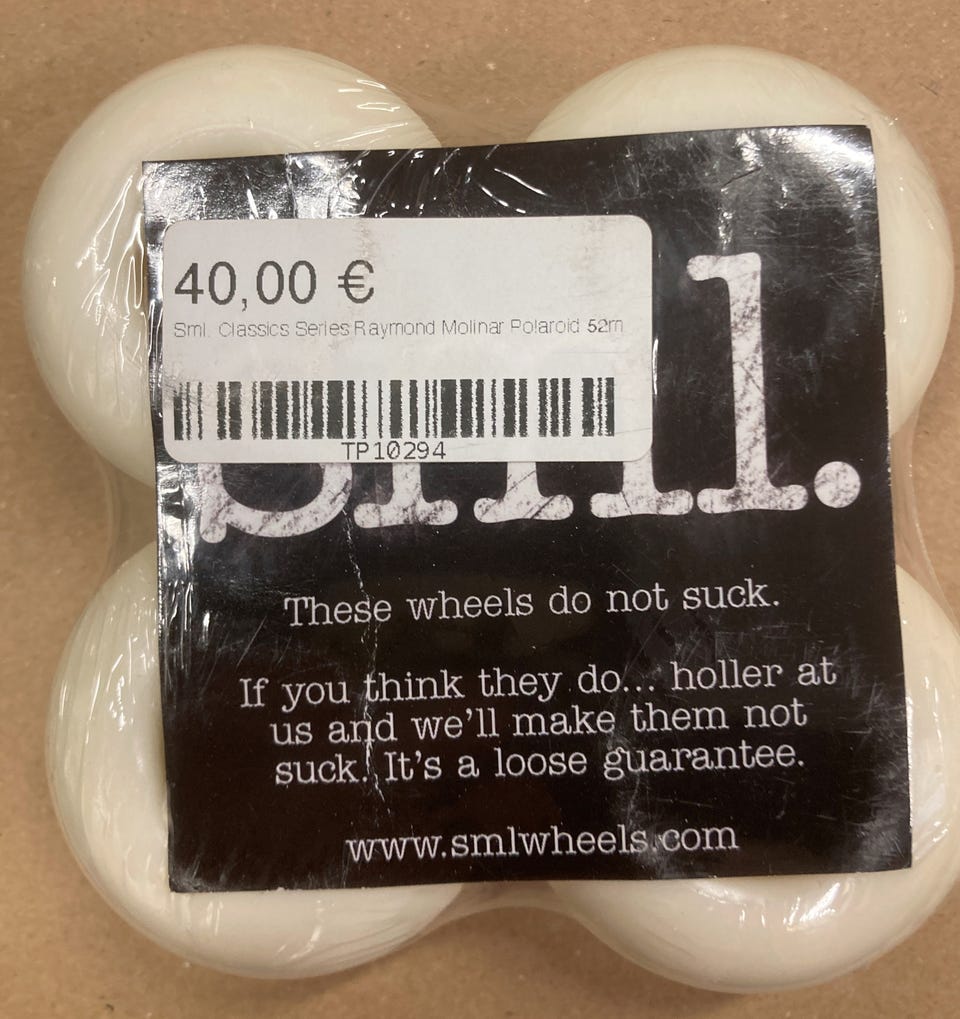 40,00 €
Sml. Classics Series Raymond Molinar Polaroid 52m
TP10294
sml.
These wheels do not suck.
If you think they do... holler at
us and we'll make them not
suck. It's a loose guarantee.
www.smlwheels.com